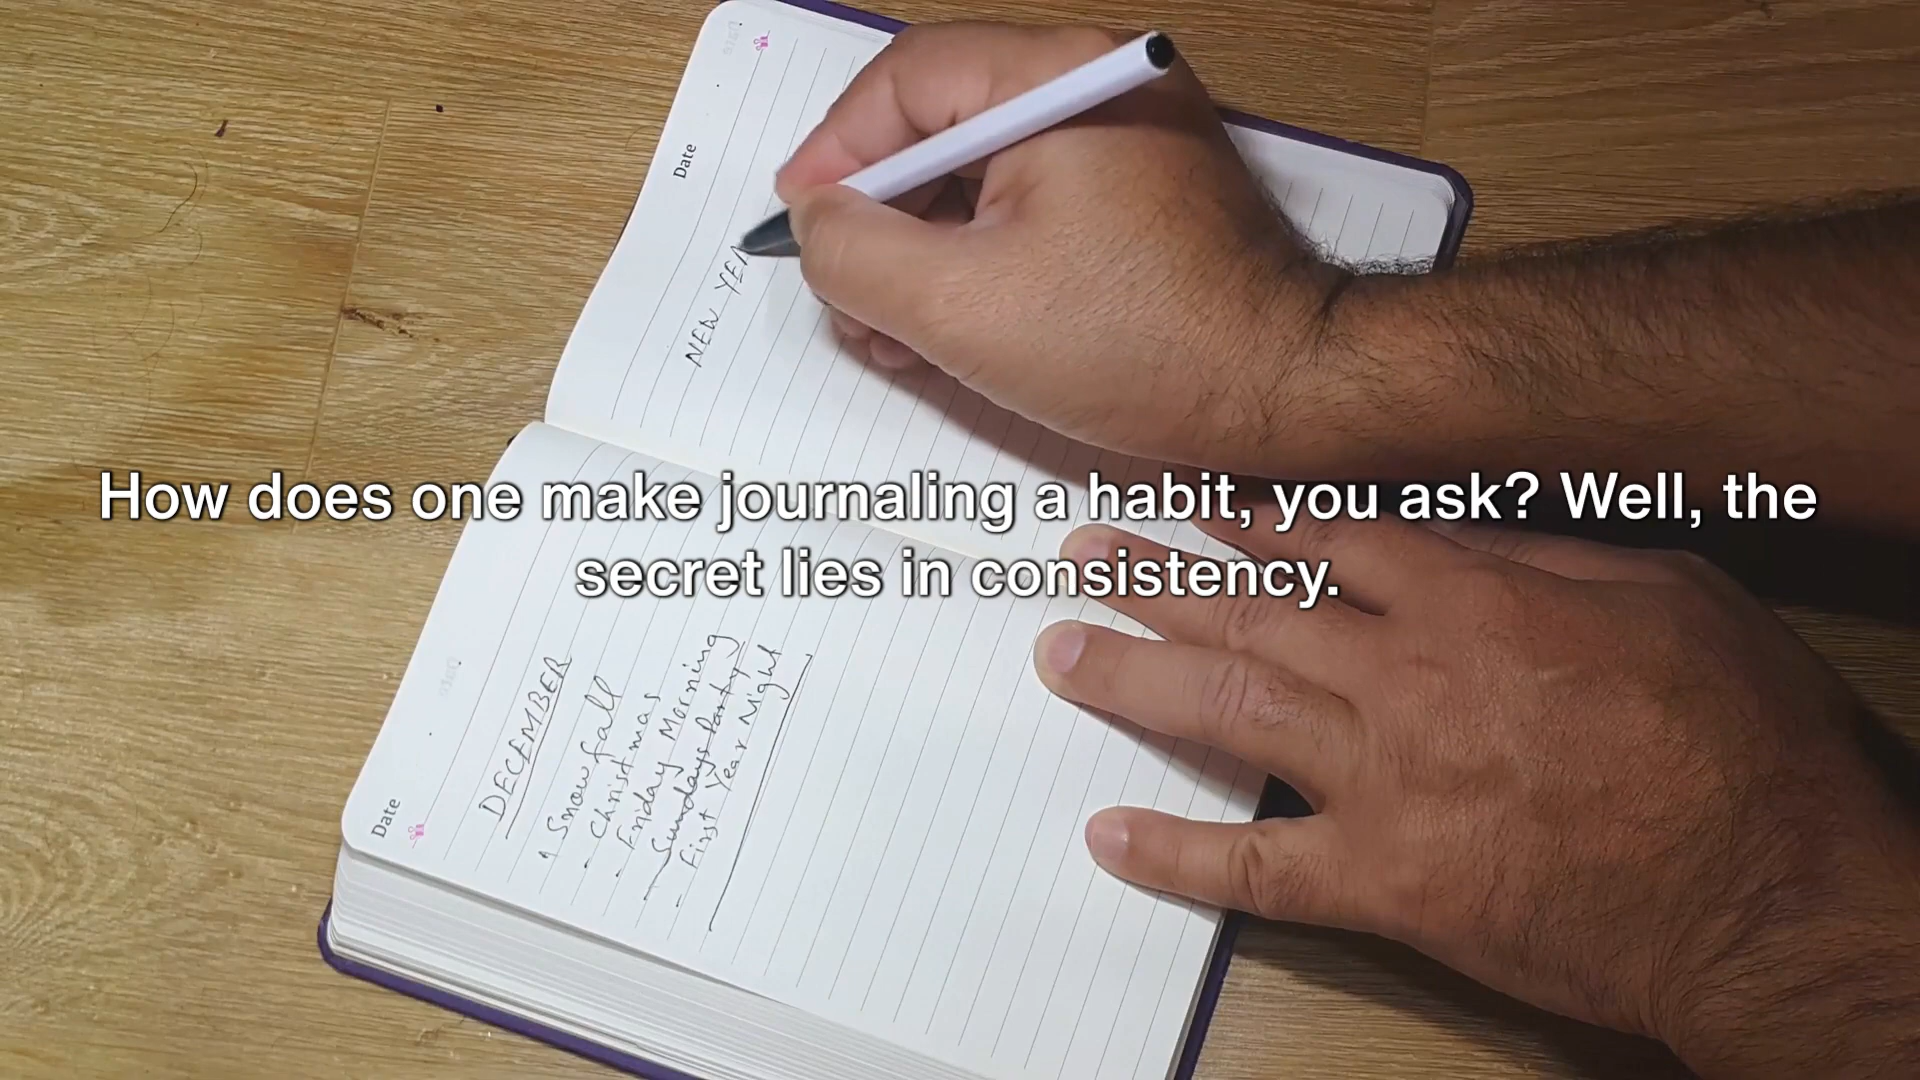 Date
NEW YEA
How does one make journaling a habit, you ask? Well, the
secret lies in consistency.
Date
DECEMBER
- Snowfall
- Christmas
- Friday Morning
- Sundays Party
- First Year Night